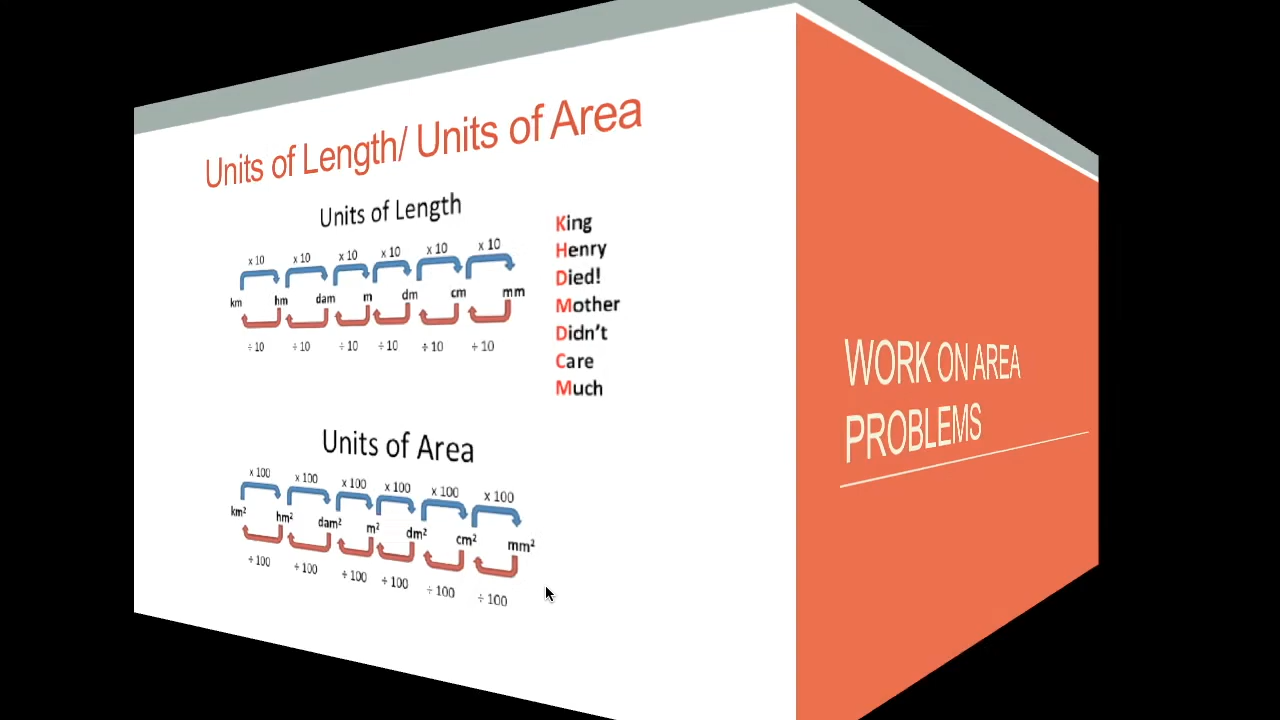 Units of Length/ Units of Area
Units of Length
x 10 x 10 x 10 x 10 x 10 x 10
km hm dam m dm cm mm
÷ 10 ÷ 10 ÷ 10 ÷ 10 ÷ 10 ÷ 10
King
Henry
Died!
Mother
Didn't
Care
Much
Units of Area
x 100 x 100 x 100 x 100 x 100 x 100
km² hm² dam² m² dm² cm² mm²
÷ 100 ÷ 100 ÷ 100 ÷ 100 ÷ 100 ÷ 100
WORK ON AREA
PROBLEMS